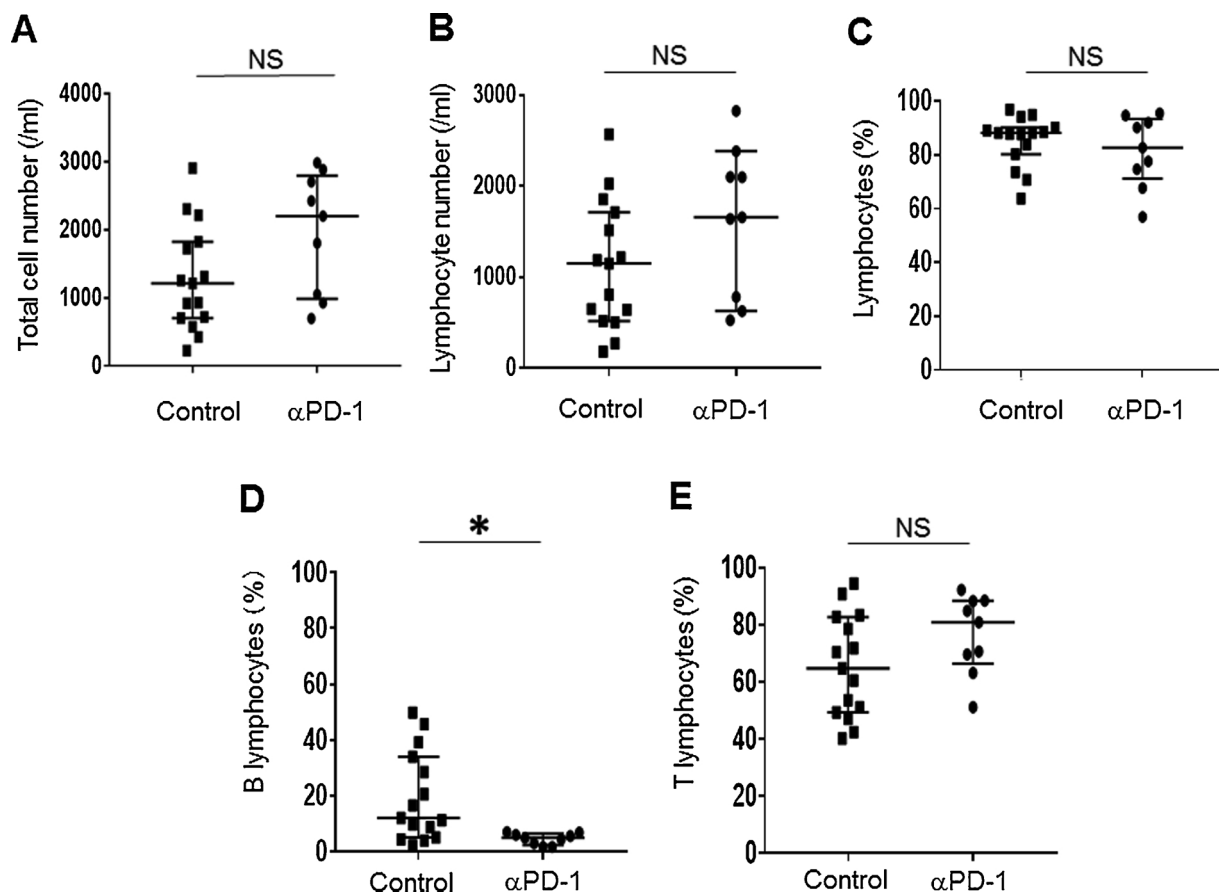 A
NS
Total cell number (/ml)
4000
3000
2000
1000
0
Control
αPD-1
B
NS
Lymphocyte number (/ml)
3000
2000
1000
0
Control
αPD-1
C
NS
Lymphocytes (%)
100
80
60
40
20
0
Control
αPD-1
D
*
B lymphocytes (%)
100
80
60
40
20
0
Control
αPD-1
E
NS
T lymphocytes (%)
100
80
60
40
20
0
Control
αPD-1